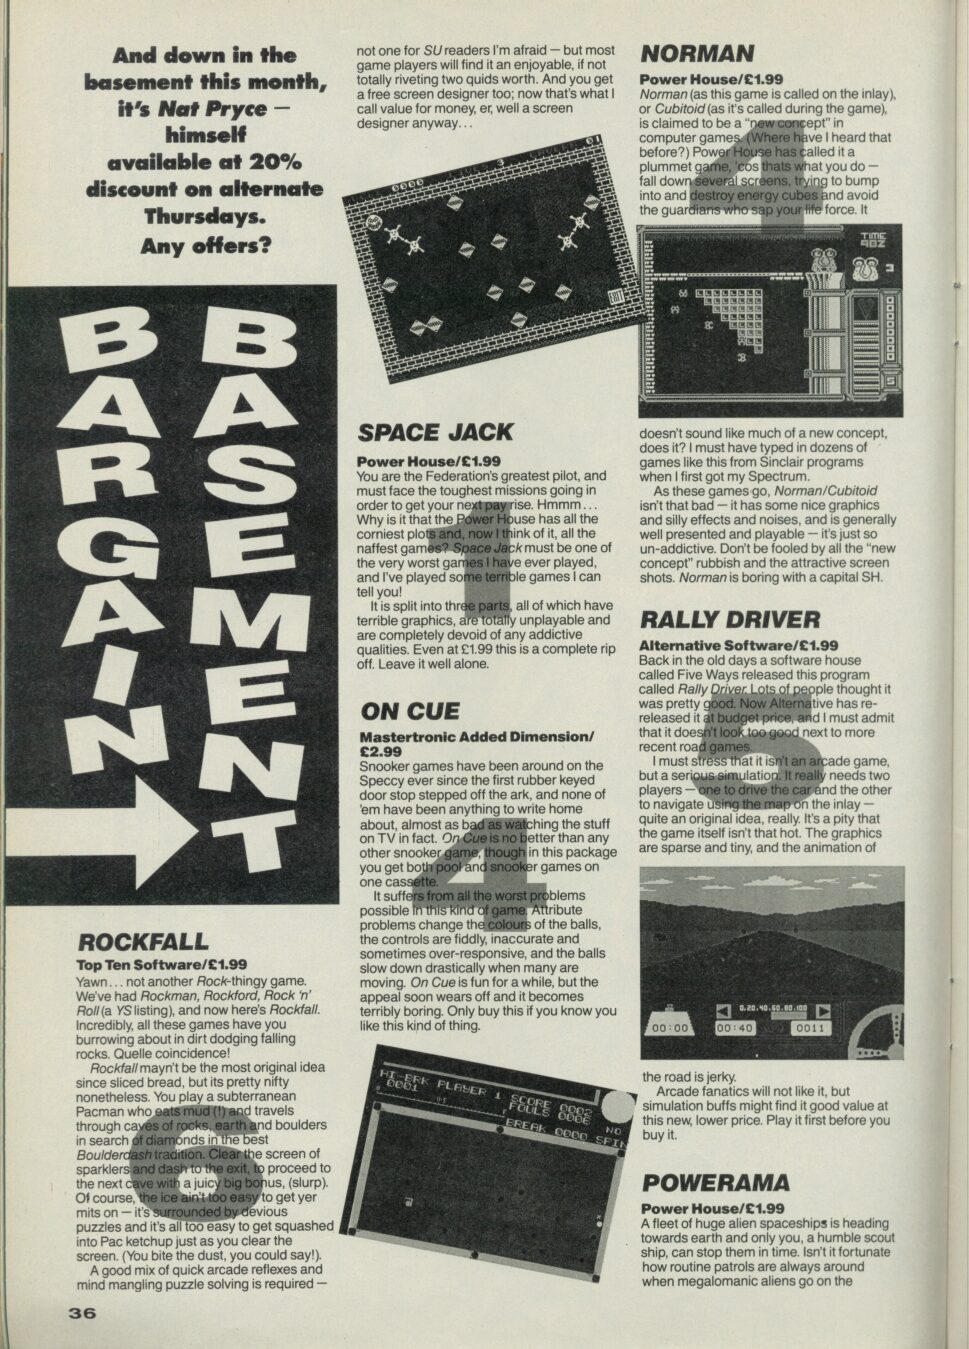 And down in the
basement this month,
it's Nat Pryce —
himself
available at 20%
discount on alternate
Thursdays.
Any offers?
BARGAIN
BASEMENT
ROCKFALL
Top Ten Software/£1.99
Yawn... not another Rock-thingy game.
We've had Rockman, Rockford, Rock 'n'
Roll (a YS listing), and now here's Rockfall.
Incredibly, all these games have you
burrowing about in dirt dodging falling
rocks. Quelle coincidence!
Rockfall mayn't be the most original idea
since sliced bread, but its pretty nifty
nonetheless. You play a subterranean
Pacman who eats mud (!) and travels
through caves of rocks, earth and boulders
in search of diamonds in the best
Boulderdash tradition. Clear the screen of
sparklers and dash to the exit, to proceed to
the next cave with a juicy big bonus, (slurp).
Of course, the ice ain't too easy to get yer
mits on — it's surrounded by devious
puzzles and it's all too easy to get squashed
into Pac ketchup just as you clear the
screen. (You bite the dust, you could say!).
A good mix of quick arcade reflexes and
mind mangling puzzle solving is required —
6
36
not one for SU readers I'm afraid — but most
game players will find it an enjoyable, if not
totally riveting two quids worth. And you get
a free screen designer too; now that's what I
call value for money, er, well a screen
designer anyway...
0000 3 61
EXIT
SPACE JACK
Power House/£1.99
You are the Federation's greatest pilot, and
must face the toughest missions going in
order to get your next pay rise. Hmmm...
Why is it that the Power House has all the
corniest plots and, now I think of it, all the
naffest games? Space Jack must be one of
the very worst games I have ever played,
and I've played some terrible games I can
tell you!
It is split into three parts, all of which have
terrible graphics, are totally unplayable and
are completely devoid of any addictive
qualities. Even at £1.99 this is a complete rip
off. Leave it well alone.
1
ON CUE
Mastertronic Added Dimension/
£2.99
Snooker games have been around on the
Speccy ever since the first rubber keyed
door stop stepped off the ark, and none of
'em have been anything to write home
about, almost as bad as watching the stuff
on TV in fact. On Cue is no better than any
other snooker game, though in this package
you get both pool and snooker games on
one cassette.
It suffers from all the worst problems
possible in this kind of game. Attribute
problems change the colours of the balls,
the controls are fiddly, inaccurate and
sometimes over-responsive, and the balls
slow down drastically when many are
moving. On Cue is fun for a while, but the
appeal soon wears off and it becomes
terribly boring. Only buy this if you know you
like this kind of thing.
4
HI-BRK PLAYER 1 SCORE 0002
0001 FOULS 0006 NO
BREAK 0000 SPIN
NORMAN
Power House/£1.99
Norman (as this game is called on the inlay),
or Cubitoid (as it's called during the game),
is claimed to be a "new concept" in
computer games. (Where have I heard that
before?) Power House has called it a
plummet game, 'cos thats what you do —
fall down several screens, trying to bump
into and destroy energy cubes and avoid
the guardians who sap your life force. It
4
TIME
982
3
5
doesn't sound like much of a new concept,
does it? I must have typed in dozens of
games like this from Sinclair programs
when I first got my Spectrum.
As these games go, Norman/Cubitoid
isn't that bad — it has some nice graphics
and silly effects and noises, and is generally
well presented and playable — it's just so
un-addictive. Don't be fooled by all the "new
concept" rubbish and the attractive screen
shots. Norman is boring with a capital SH.
RALLY DRIVER
Alternative Software/£1.99
Back in the old days a software house
called Five Ways released this program
called Rally Driver. Lots of people thought it
was pretty good. Now Alternative has re-
released it at budget price, and I must admit
that it doesn't look too good next to more
recent road games.
I must stress that it isn't an arcade game,
but a serious simulation. It really needs two
players — one to drive the car and the other
to navigate using the map on the inlay —
quite an original idea, really. It's a pity that
the game itself isn't that hot. The graphics
are sparse and tiny, and the animation of
5
0.20.40.60.80.100
00:00 00:40 0011
the road is jerky.
Arcade fanatics will not like it, but
simulation buffs might find it good value at
this new, lower price. Play it first before you
buy it.
POWERAMA
Power House/£1.99
A fleet of huge alien spaceships is heading
towards earth and only you, a humble scout
ship, can stop them in time. Isn't it fortunate
how routine patrols are always around
when megalomanic aliens go on the